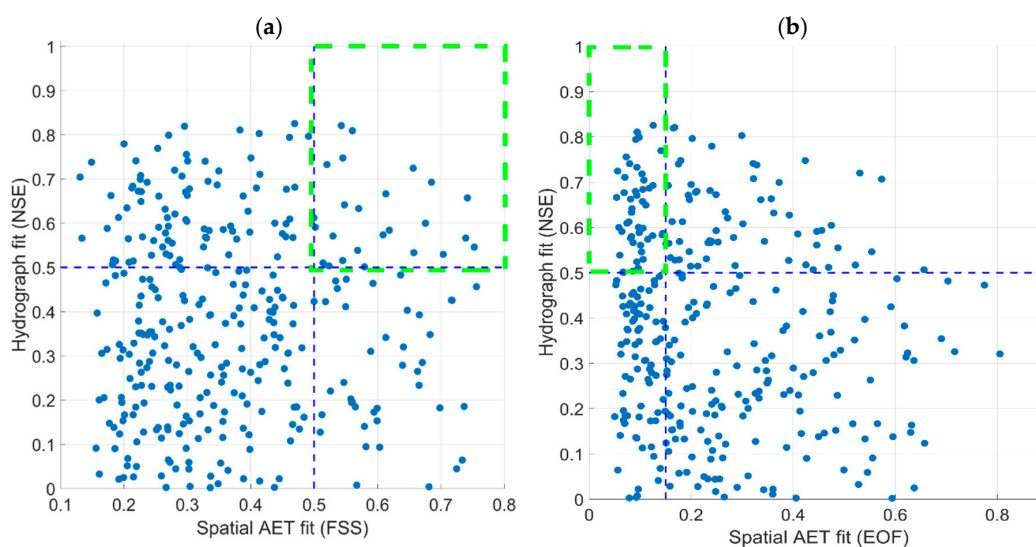 (a)
1
0.9
0.8
0.7
0.6
0.5
0.4
0.3
0.2
0.1
0
Hydrograph fit (NSE)
0.1 0.2 0.3 0.4 0.5 0.6 0.7 0.8
Spatial AET fit (FSS)
(b)
1
0.9
0.8
0.7
0.6
0.5
0.4
0.3
0.2
0.1
0
Hydrograph fit (NSE)
0 0.2 0.4 0.6 0.8
Spatial AET fit (EOF)